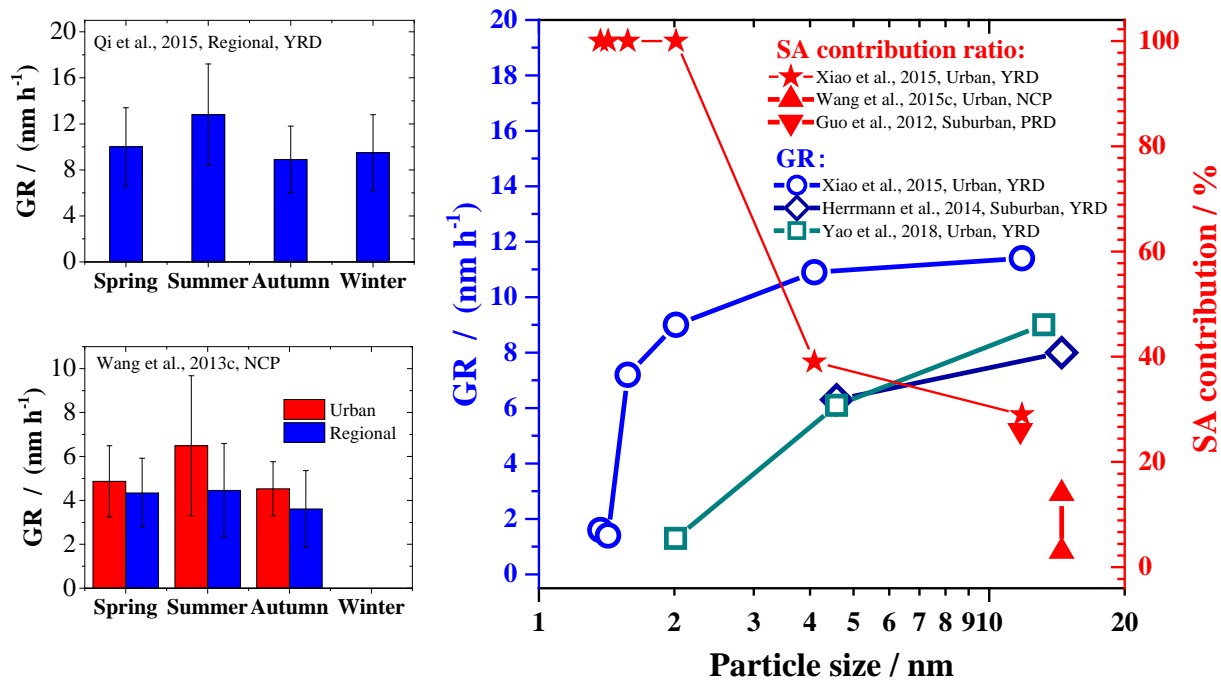 Qi et al., 2015, Regional, YRD
GR / (nm h-1)
20
16
12
8
4
0
Spring Summer Autumn Winter
Wang et al., 2013c, NCP
Urban
Regional
GR / (nm h-1)
10
8
6
4
2
0
Spring Summer Autumn Winter
GR / (nm h-1)
20
18
16
14
12
10
8
6
4
2
0
SA contribution ratio:
Xiao et al., 2015, Urban, YRD
Wang et al., 2015c, Urban, NCP
Guo et al., 2012, Suburban, PRD
GR:
Xiao et al., 2015, Urban, YRD
Herrmann et al., 2014, Suburban, YRD
Yao et al., 2018, Urban, YRD
100
80
60
40
20
0
SA contribution / %
1 2 3 4 5 6 7 8 9 10 20
Particle size / nm